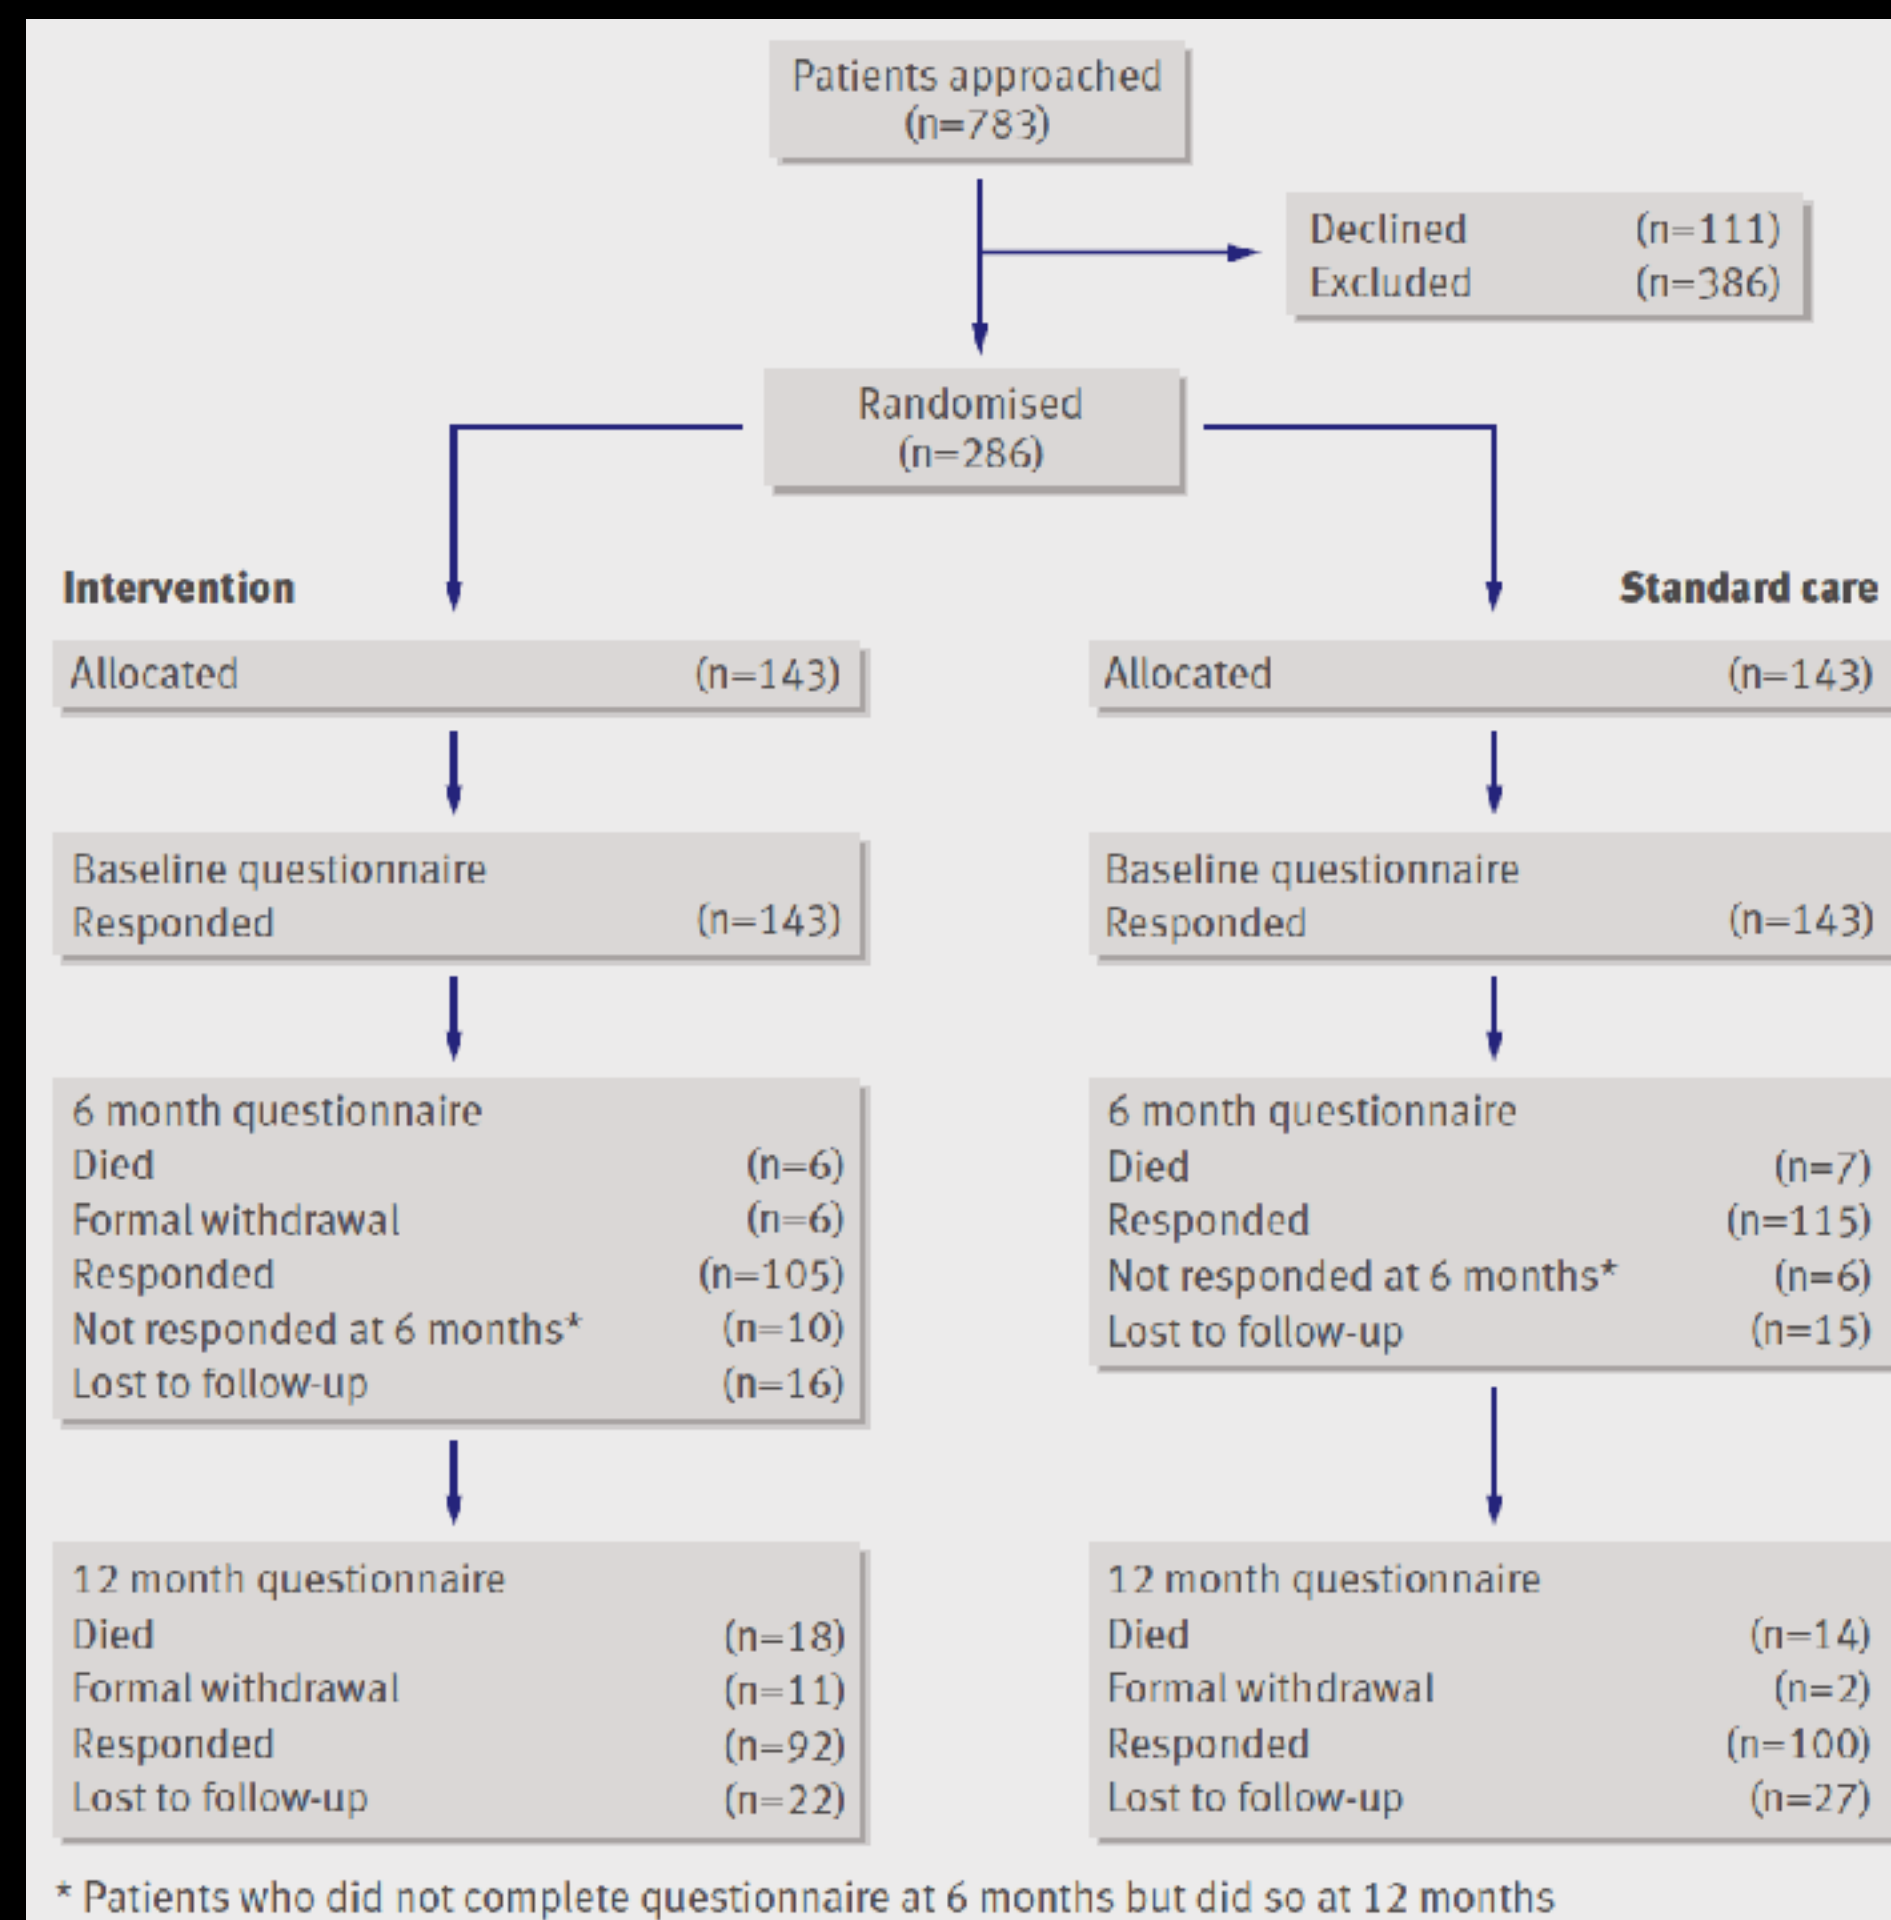 Patients approached
(n=783)
Declined (n=111)
Excluded (n=386)
Randomised
(n=286)
Intervention
Standard care
Allocated (n=143)
Allocated (n=143)
Baseline questionnaire
Responded (n=143)
Baseline questionnaire
Responded (n=143)
6 month questionnaire
Died (n=6)
Formal withdrawal (n=6)
Responded (n=105)
Not responded at 6 months* (n=10)
Lost to follow-up (n=16)
6 month questionnaire
Died (n=7)
Responded (n=115)
Not responded at 6 months* (n=6)
Lost to follow-up (n=15)
12 month questionnaire
Died (n=18)
Formal withdrawal (n=11)
Responded (n=92)
Lost to follow-up (n=22)
12 month questionnaire
Died (n=14)
Formal withdrawal (n=2)
Responded (n=100)
Lost to follow-up (n=27)
* Patients who did not complete questionnaire at 6 months but did so at 12 months